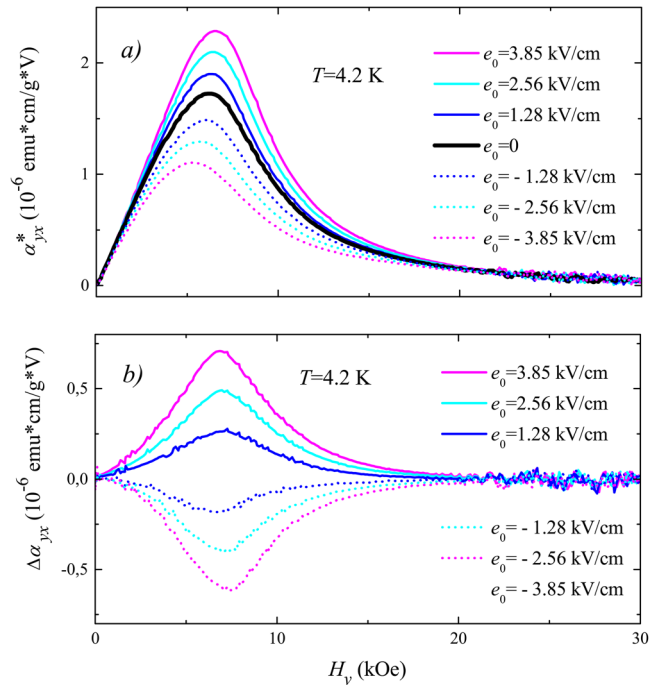 a)
T=4.2 K
e0=3.85 kV/cm
e0=2.56 kV/cm
e0=1.28 kV/cm
e0=0
e0= - 1.28 kV/cm
e0= - 2.56 kV/cm
e0= - 3.85 kV/cm
2
1
0
α*yx (10-6 emu*cm/g*V)
b)
T=4.2 K
e0=3.85 kV/cm
e0=2.56 kV/cm
e0=1.28 kV/cm
e0= - 1.28 kV/cm
e0= - 2.56 kV/cm
e0= - 3.85 kV/cm
0,5
0,0
-0,5
Δαyx (10-6 emu*cm/g*V)
0 10 20 30
Hy (kOe)